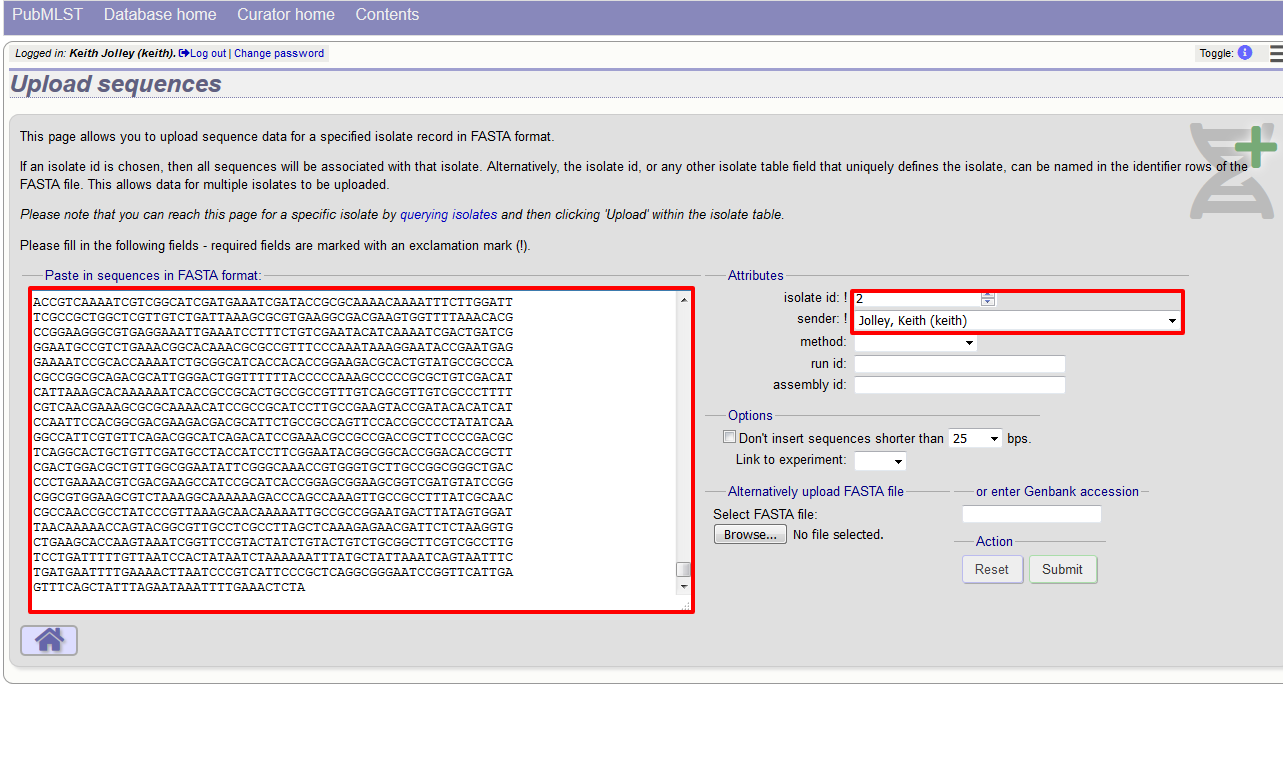 PubMLST Database home Curator home Contents
Logged in: Keith Jolley (keith). Log out | Change password
Toggle: i
Upload sequences
This page allows you to upload sequence data for a specified isolate record in FASTA format.
If an isolate id is chosen, then all sequences will be associated with that isolate. Alternatively, the isolate id, or any other isolate table field that uniquely defines the isolate, can be named in the identifier rows of the
FASTA file. This allows data for multiple isolates to be uploaded.
Please note that you can reach this page for a specific isolate by querying isolates and then clicking 'Upload' within the isolate table.
Please fill in the following fields - required fields are marked with an exclamation mark (!).
Paste in sequences in FASTA format:
ACCGTCAAAATCGTCGGCATCGATGAAATCGATACCGCGCAAAACAAAATTTCTTGGATT
TCGCCGCTGGCTCGTTGTCTGATTAAAGCGCGTGAAGGCGACGAAGTGGTTTTAAACACG
CCGGAAGGGCGTGAGGAAATTGAAATCCTTTCTGTCGAATACATCAAAATCGACTGATCG
GGAATGCCGTCTGAAACGGCACAAACGCGCCGTTTCCCAAATAAAGGAATACCGAATGAG
GAAAATCCGCACCAAAATCTGCGGCATCACCACACCGGAAGACGCACTGTATGCCGCCCA
CGCCGGCGCAGACGCATTGGGACTGGTTTTTTACCCCCAAAGCCCCCGCGCTGTCGACAT
CATTAAAGCACAAAAAATCACCGCCGCACTGCCGCCGTTTGTCAGCGTTGTCGCCCTTTT
CGTCAACGAAAGCGCGCAAAACATCCGCCGCATCCTTGCCGAAGTACCGATACACATCAT
CCAATTCCACGGCGACGAAGACGACGCATTCTGCCGCCAGTTCCACCGCCCCTATATCAA
GGCCATTCGTGTTCAGACGGCATCAGACATCCGAAACGCCGCCGACCGCTTCCCCGACGC
TCAGGCACTGCTGTTCGATGCCTACCATCCTTCGGAATACGGCGGCACCGGACACCGCTT
CGACTGGACGCTGTTGGCGGAATATTCGGGCAAACCGTGGGTGCTTGCCGGCGGGCTGAC
CCCTGAAAACGTCGACGAAGCCATCCGCATCACCGGAGCGGAAGCGGTCGATGTATCCGG
CGGCGTGGAAGCGTCTAAAGGCAAAAAAGACCCAGCCAAAGTTGCCGCCTTTATCGCAAC
CGCCAACCGCCTATCCCGTTAAAGCAACAAAAATTGCCGCCGGAATGACTTATAGTGGAT
TAACAAAAACCAGTACGGCGTTGCCTCGCCTTAGCTCAAAGAGAACGATTCTCTAAGGTG
CTGAAGCACCAAGTAAATCGGTTCCGTACTATCTGTACTGTCTGCGGCTTCGTCGCCTTG
TCCTGATTTTTGTTAATCCACTATAATCTAAAAAATTTATGCTATTAAATCAGTAATTTC
TGATGAATTTTGAAAACTTAATCCCGTCATTCCCGCTCAGGCGGGAATCCGGTTCATTGA
GTTTCAGCTATTTAGAATAAATTTTGAAACTCTA
Attributes
isolate id: ! 2
sender: ! Jolley, Keith (keith)
method:
run id:
assembly id:
Options
Don't insert sequences shorter than 25 bps.
Link to experiment:
Alternatively upload FASTA file
Select FASTA file:
Browse... No file selected.
or enter Genbank accession
Action
Reset Submit